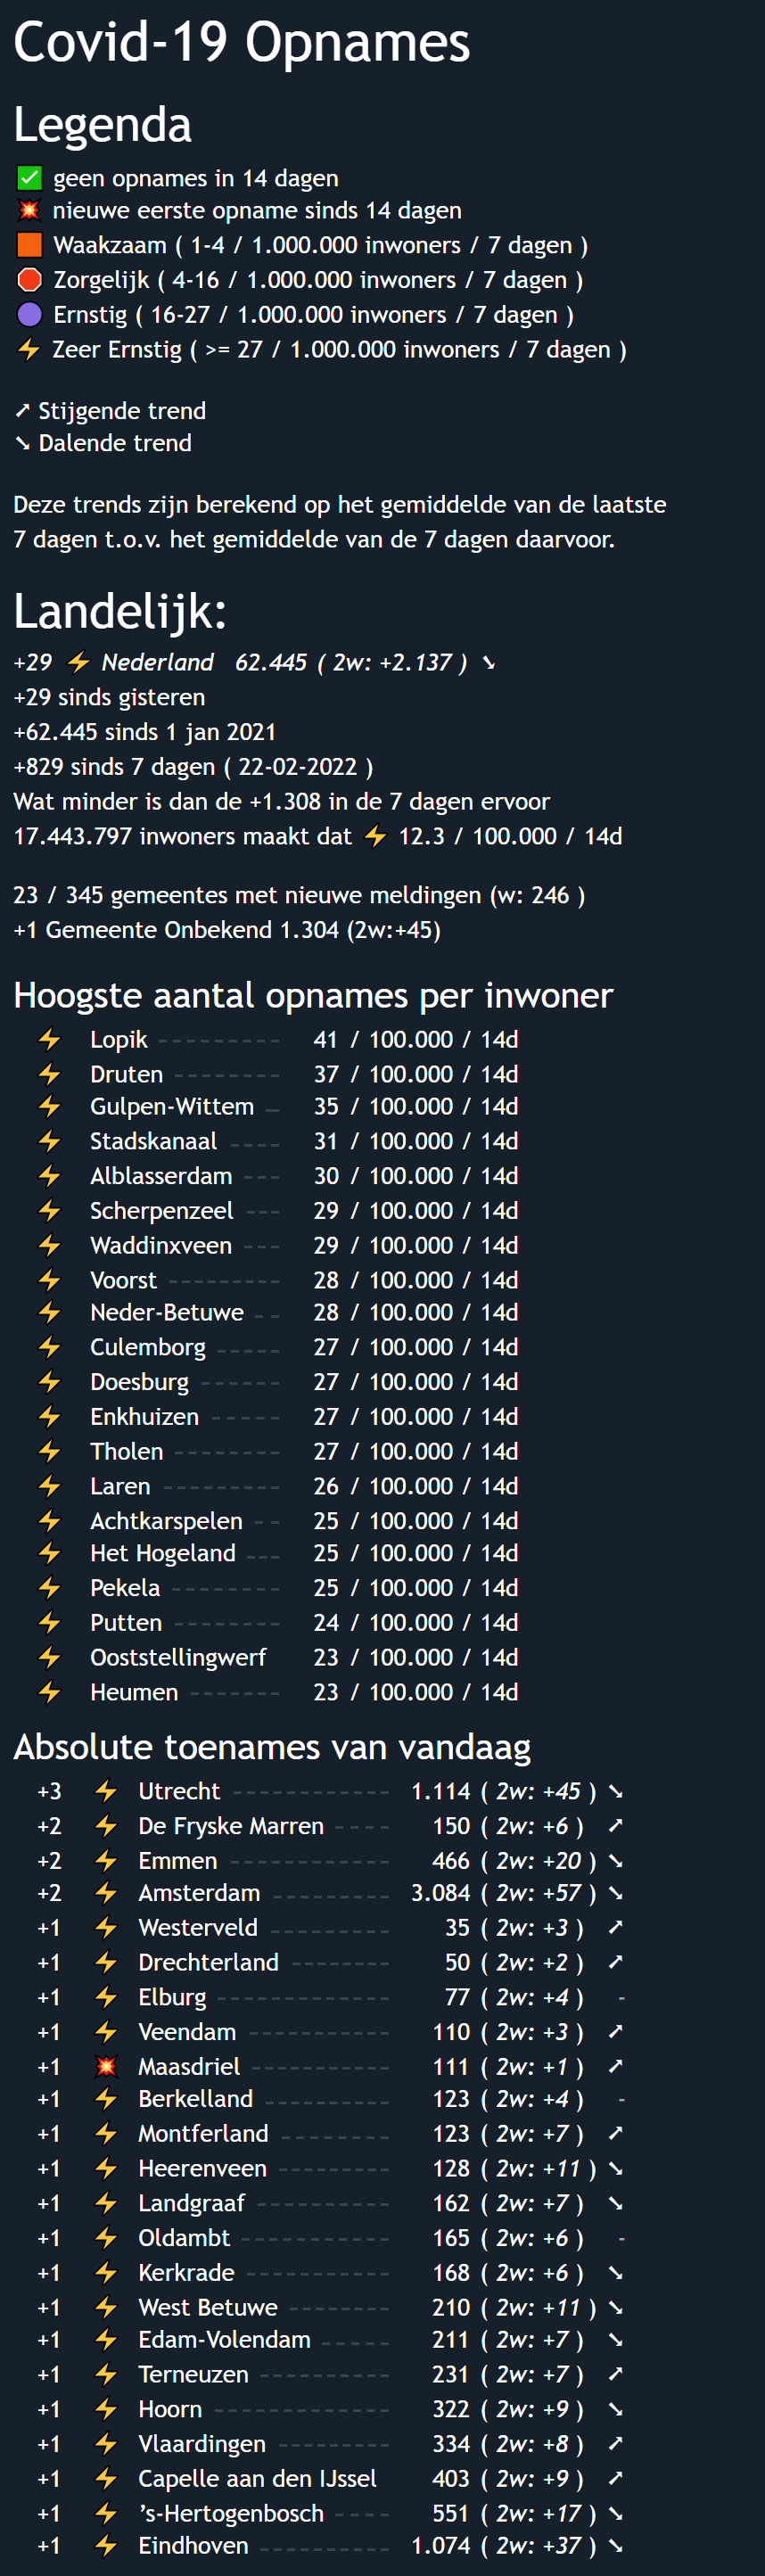 Covid-19 Opnames
Legenda
✅ geen opnames in 14 dagen
💥 nieuwe eerste opname sinds 14 dagen
🟧 Waakzaam ( 1-4 / 1.000.000 inwoners / 7 dagen )
🛑 Zorgelijk ( 4-16 / 1.000.000 inwoners / 7 dagen )
🟣 Ernstig ( 16-27 / 1.000.000 inwoners / 7 dagen )
⚡ Zeer Ernstig ( >= 27 / 1.000.000 inwoners / 7 dagen )
➚ Stijgende trend
➘ Dalende trend
Deze trends zijn berekend op het gemiddelde van de laatste
7 dagen t.o.v. het gemiddelde van de 7 dagen daarvoor.
Landelijk:
+29 ⚡ Nederland 62.445 ( 2w: +2.137 ) ➘
+29 sinds gisteren
+62.445 sinds 1 jan 2021
+829 sinds 7 dagen ( 22-02-2022 )
Wat minder is dan de +1.308 in de 7 dagen ervoor
17.443.797 inwoners maakt dat ⚡ 12.3 / 100.000 / 14d
23 / 345 gemeentes met nieuwe meldingen (w: 246 )
+1 Gemeente Onbekend 1.304 (2w:+45)
Hoogste aantal opnames per inwoner
⚡ Lopik --------- 41 / 100.000 / 14d
⚡ Druten -------- 37 / 100.000 / 14d
⚡ Gulpen-Wittem - 35 / 100.000 / 14d
⚡ Stadskanaal ---- 31 / 100.000 / 14d
⚡ Alblasserdam --- 30 / 100.000 / 14d
⚡ Scherpenzeel --- 29 / 100.000 / 14d
⚡ Waddinxveen --- 29 / 100.000 / 14d
⚡ Voorst -------- 28 / 100.000 / 14d
⚡ Neder-Betuwe -- 28 / 100.000 / 14d
⚡ Culemborg ----- 27 / 100.000 / 14d
⚡ Doesburg ------ 27 / 100.000 / 14d
⚡ Enkhuizen ----- 27 / 100.000 / 14d
⚡ Tholen -------- 27 / 100.000 / 14d
⚡ Laren --------- 26 / 100.000 / 14d
⚡ Achtkarspelen -- 25 / 100.000 / 14d
⚡ Het Hogeland --- 25 / 100.000 / 14d
⚡ Pekela -------- 25 / 100.000 / 14d
⚡ Putten -------- 24 / 100.000 / 14d
⚡ Ooststellingwerf 23 / 100.000 / 14d
⚡ Heumen ------- 23 / 100.000 / 14d
Absolute toenames van vandaag
+3 ⚡ Utrecht ------------ 1.114 ( 2w: +45 ) ➘
+2 ⚡ De Fryske Marren ---- 150 ( 2w: +6 ) ➚
+2 ⚡ Emmen ------------ 466 ( 2w: +20 ) ➘
+2 ⚡ Amsterdam --------- 3.084 ( 2w: +57 ) ➘
+1 ⚡ Westerveld --------- 35 ( 2w: +3 ) ➚
+1 ⚡ Drechterland ------- 50 ( 2w: +2 ) ➚
+1 ⚡ Elburg ------------- 77 ( 2w: +4 ) -
+1 ⚡ Veendam ---------- 110 ( 2w: +3 ) ➚
+1 💥 Maasdriel ---------- 111 ( 2w: +1 ) ➚
+1 ⚡ Berkelland --------- 123 ( 2w: +4 ) -
+1 ⚡ Montferland -------- 123 ( 2w: +7 ) ➚
+1 ⚡ Heerenveen -------- 128 ( 2w: +11 ) ➘
+1 ⚡ Landgraaf ---------- 162 ( 2w: +7 ) ➘
+1 ⚡ Oldambt ----------- 165 ( 2w: +6 ) -
+1 ⚡ Kerkrade ----------- 168 ( 2w: +6 ) ➘
+1 ⚡ West Betuwe ------- 210 ( 2w: +11 ) ➘
+1 ⚡ Edam-Volendam ----- 211 ( 2w: +7 ) ➘
+1 ⚡ Terneuzen ---------- 231 ( 2w: +7 ) ➚
+1 ⚡ Hoorn ------------- 322 ( 2w: +9 ) ➘
+1 ⚡ Vlaardingen --------- 334 ( 2w: +8 ) ➚
+1 ⚡ Capelle aan den IJssel 403 ( 2w: +9 ) ➚
+1 ⚡ ’s-Hertogenbosch ---- 551 ( 2w: +17 ) ➘
+1 ⚡ Eindhoven ---------- 1.074 ( 2w: +37 ) ➘